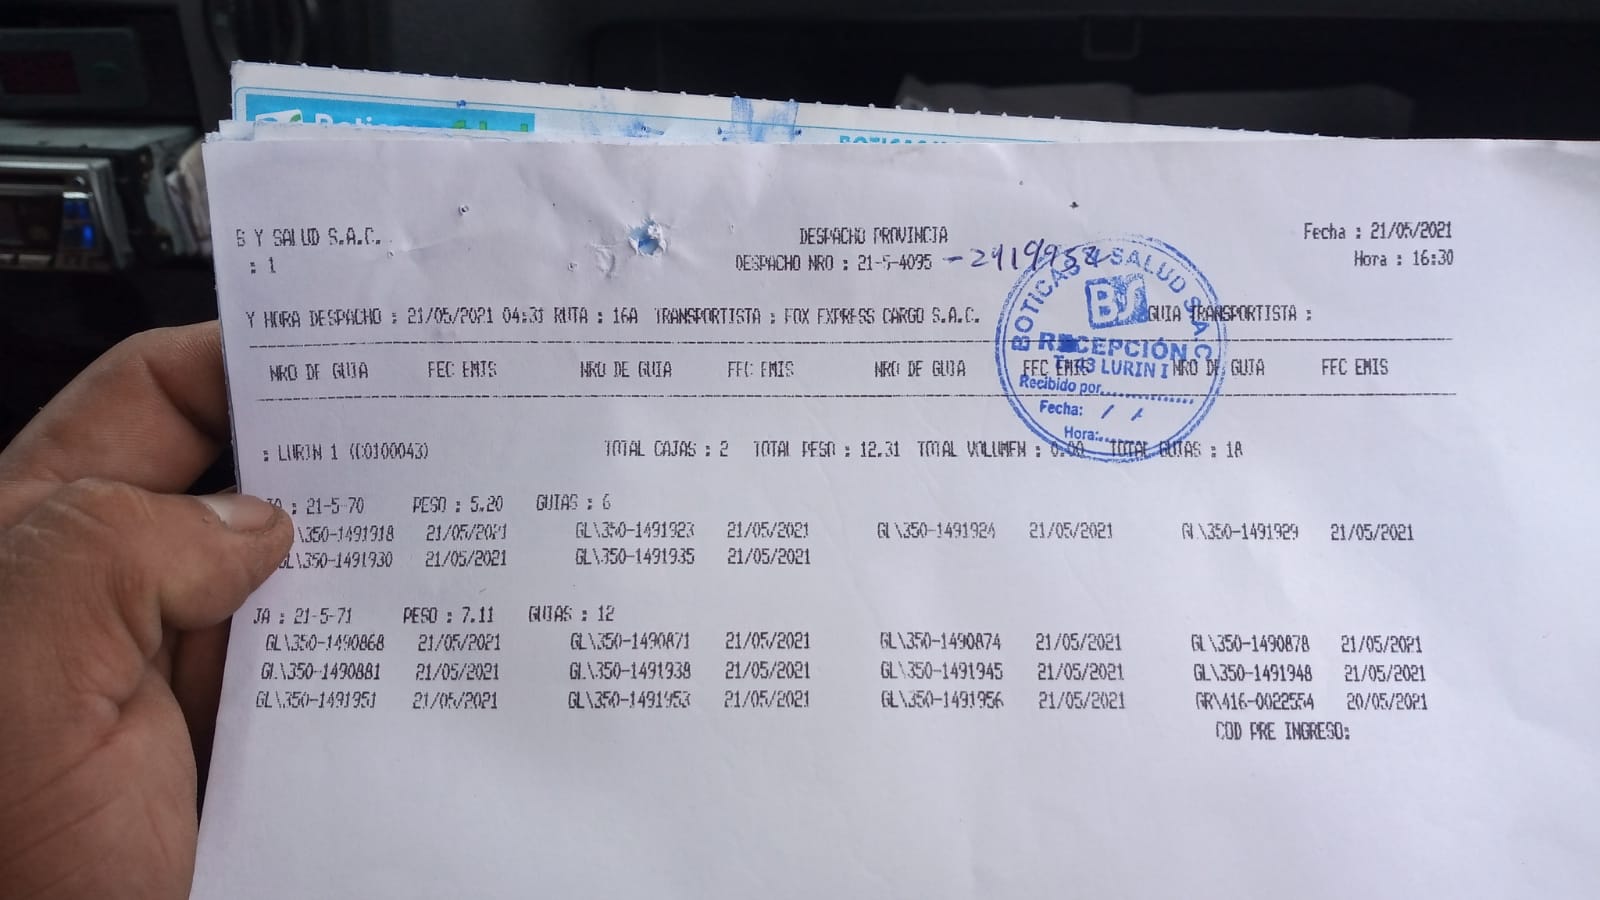 BOTICAS
S Y SALUD S.A.C.
DESPACHO PROVINCIA
Fecha : 21/05/2021
: 1
DESPACHO NRO : 21-5-4095 - 2419954
Hora : 16:30
Y HORA DESPACHO : 21/05/2021 04:31 RUTA : 16A TRANSPORTISTA : FOX EXPRESS CARGO S.A.C. GUIA TRANSPORTISTA :
NRO DE GUIA FEC EMIS NRO DE GUIA FEC EMIS NRO DE GUIA FEC EMIS NRO DE GUIA FEC EMIS
BOTICAS Y SALUD S.A.C
BS
RECEPCIÓN
LURIN I
Recibido por
Fecha: / /
Hora:
: LURIN 1 (C0100043) TOTAL CAJAS : 2 TOTAL PESO : 12.31 TOTAL VOLUMEN : 0.00 TOTAL GUIAS : 18
JA : 21-5-70 PESO : 5.20 GUIAS : 6
\350-1491918 21/05/2021 GL\350-1491923 21/05/2021 GL\350-1491924 21/05/2021 GL\350-1491929 21/05/2021
GL\350-1491930 21/05/2021 GL\350-1491935 21/05/2021
JA : 21-5-71 PESO : 7.11 GUIAS : 12
GL\350-1490868 21/05/2021 GL\350-1490871 21/05/2021 GL\350-1490874 21/05/2021 GL\350-1490878 21/05/2021
GL\350-1490881 21/05/2021 GL\350-1491938 21/05/2021 GL\350-1491945 21/05/2021 GL\350-1491948 21/05/2021
GL\350-1491951 21/05/2021 GL\350-1491953 21/05/2021 GL\350-1491956 21/05/2021 GR\416-0022554 20/05/2021
COD PRE INGRESO: